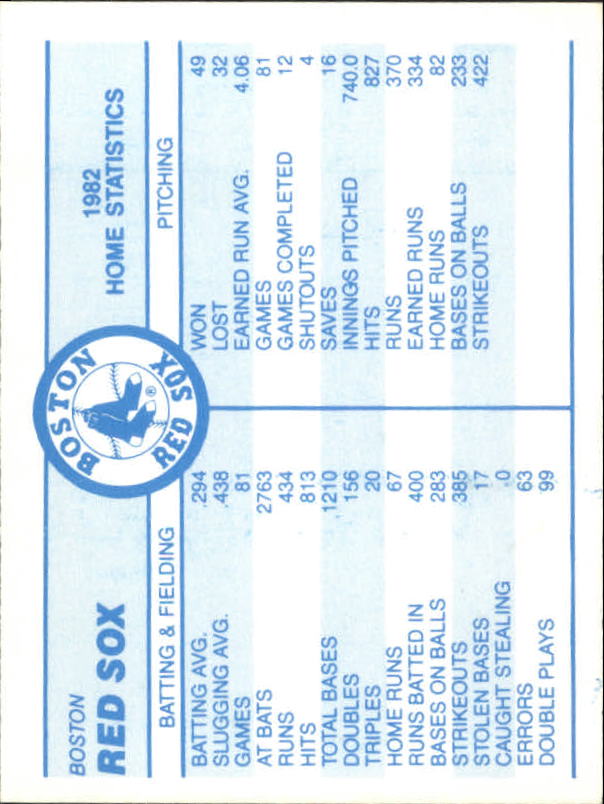 BOSTON
RED SOX
BOSTON
RED SOX
®
1982
HOME STATISTICS
BATTING & FIELDING
BATTING AVG. .294
SLUGGING AVG. .438
GAMES 81
AT BATS 2763
RUNS 434
HITS 813
TOTAL BASES 1210
DOUBLES 156
TRIPLES 20
HOME RUNS 67
RUNS BATTED IN 400
BASES ON BALLS 283
STRIKEOUTS 385
STOLEN BASES 17
CAUGHT STEALING .0
ERRORS 63
DOUBLE PLAYS 99
PITCHING
WON 49
LOST 32
EARNED RUN AVG. 4.06
GAMES 81
GAMES COMPLETED 12
SHUTOUTS 4
SAVES 16
INNINGS PITCHED 740.0
HITS 827
RUNS 370
EARNED RUNS 334
HOME RUNS 82
BASES ON BALLS 233
STRIKEOUTS 422